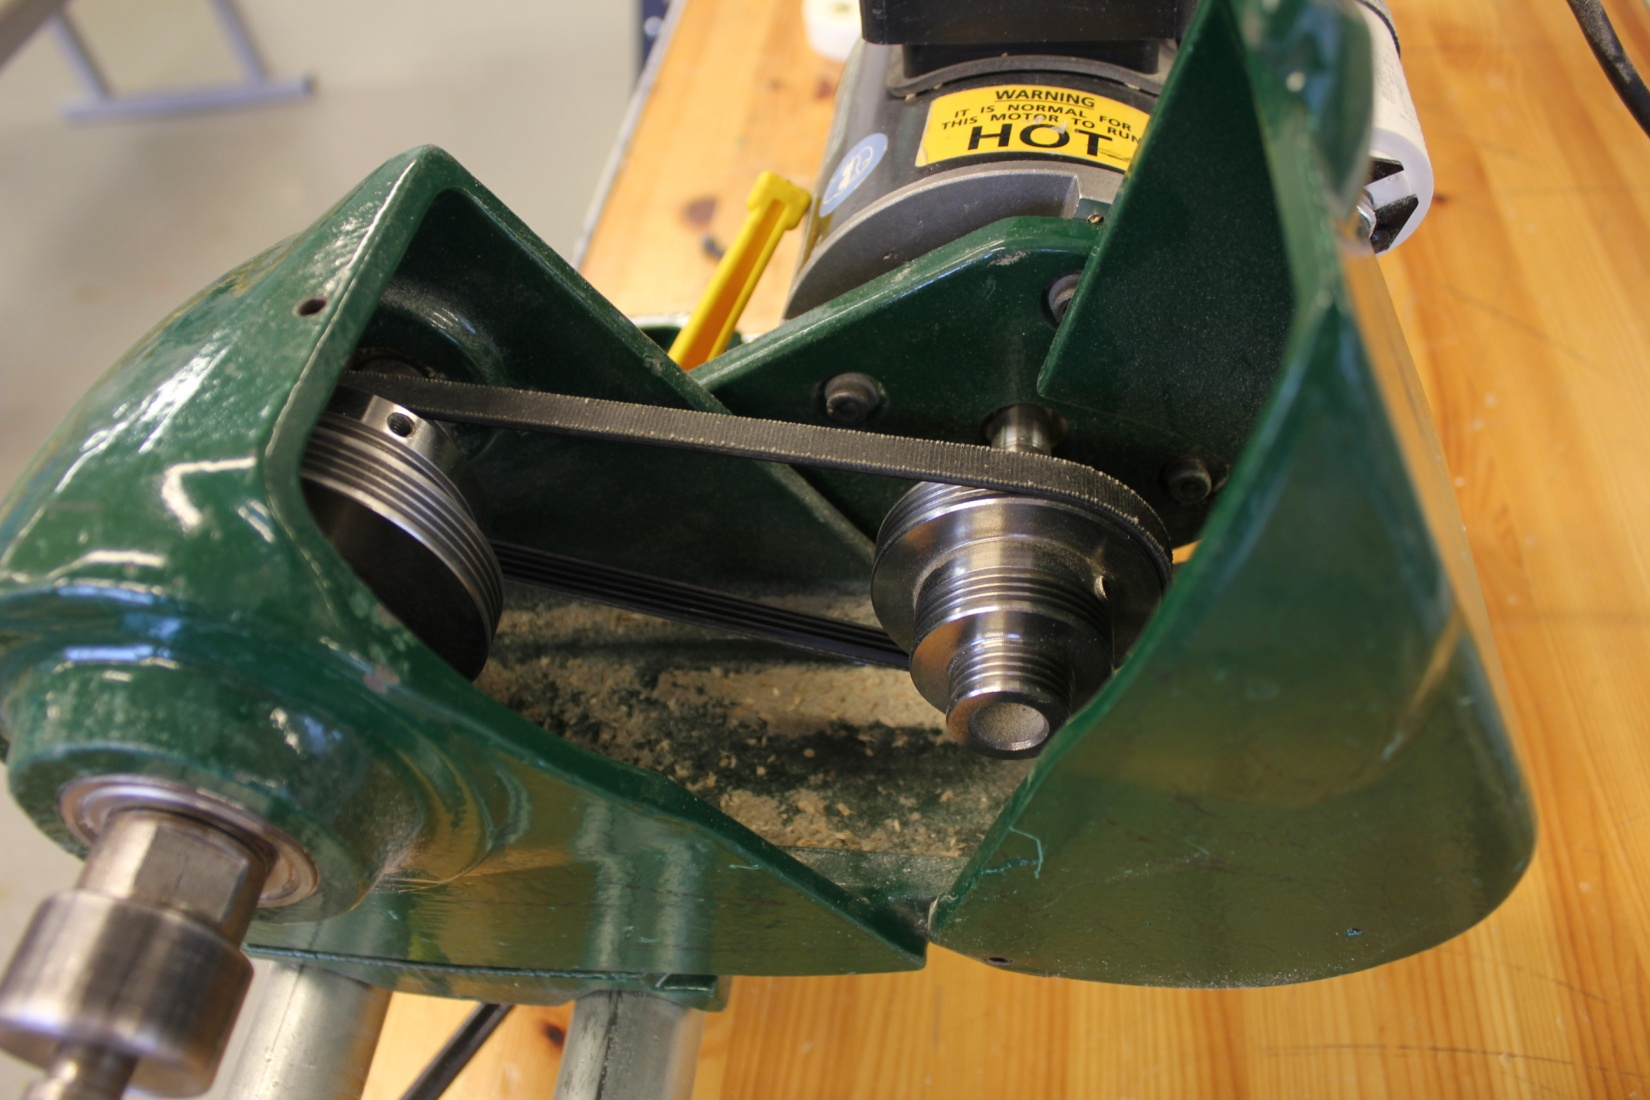 WARNING
IT IS NORMAL FOR
THIS MOTOR TO RUN
HOT